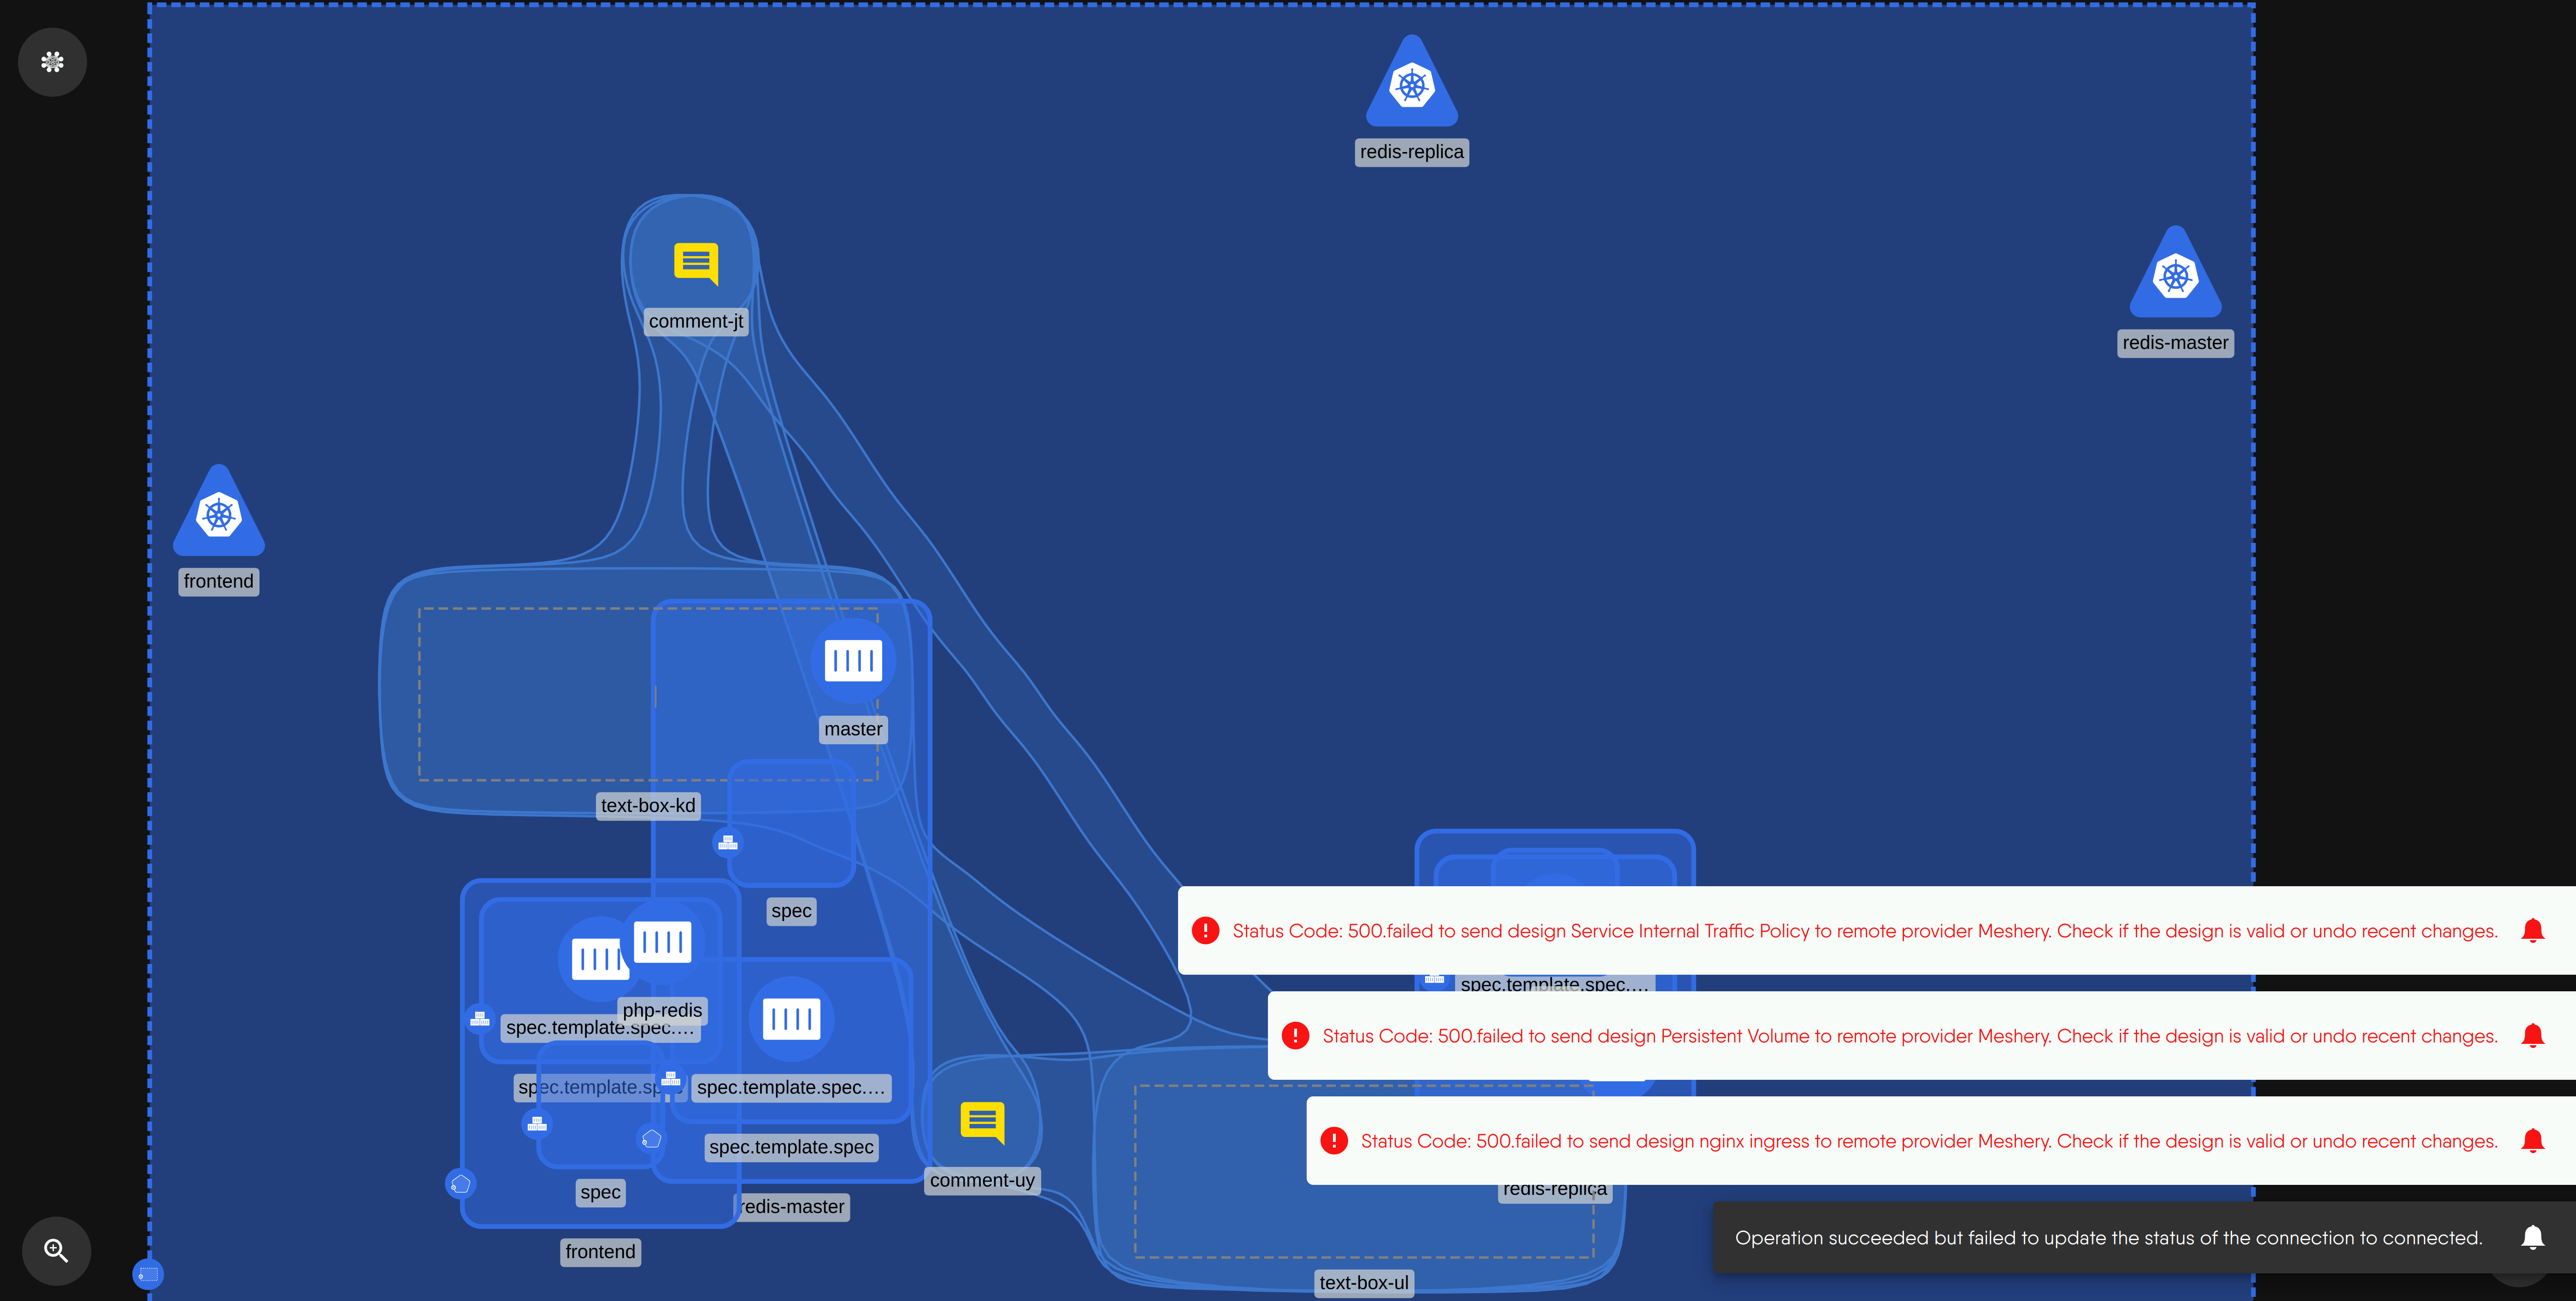 redis-replica
comment-jt
redis-master
frontend
master
text-box-kd
spec
Status Code: 500.failed to send design Service Internal Traffic Policy to remote provider Meshery. Check if the design is valid or undo recent changes.
spec.template.spec....
php-redis
spec.template.spec....
Status Code: 500.failed to send design Persistent Volume to remote provider Meshery. Check if the design is valid or undo recent changes.
spec.template.sp
spec.template.spec....
Status Code: 500.failed to send design nginx ingress to remote provider Meshery. Check if the design is valid or undo recent changes.
spec.template.spec
comment-uy
redis-replica
spec
redis-master
Operation succeeded but failed to update the status of the connection to connected.
frontend
text-box-ul